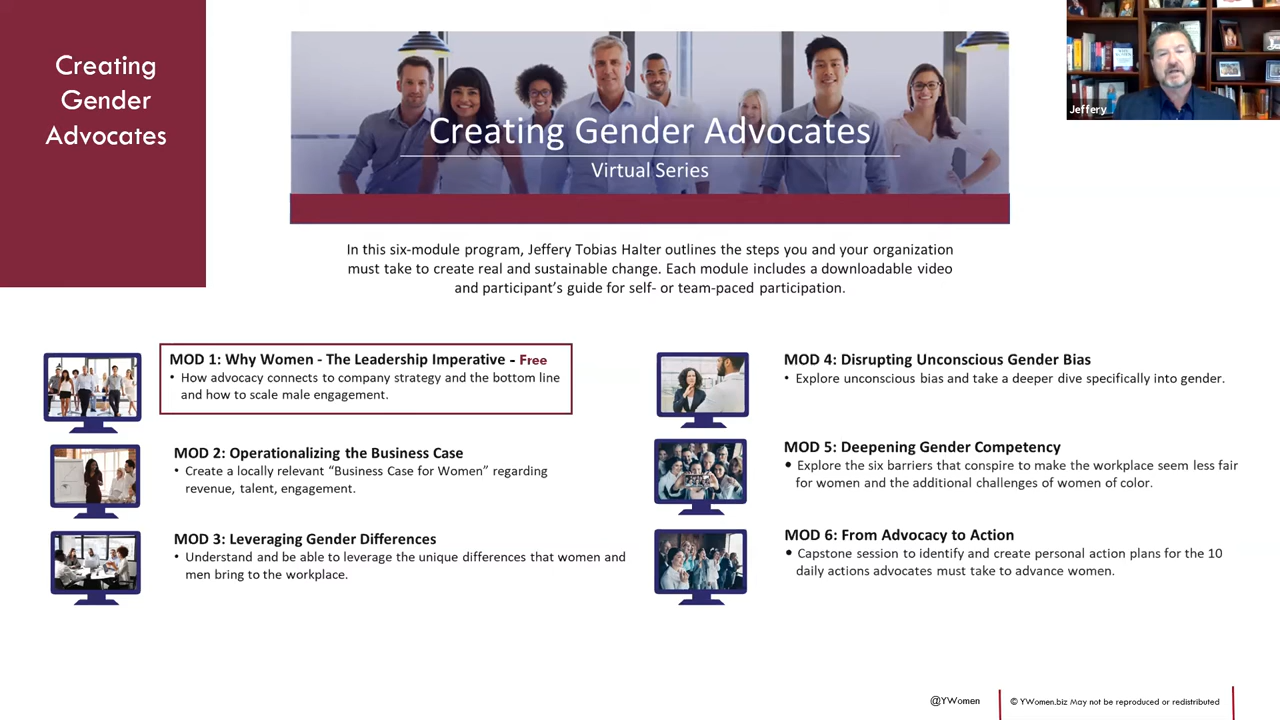 Creating
Gender
Advocates
Creating Gender Advocates
Virtual Series
Jeffery
In this six-module program, Jeffery Tobias Halter outlines the steps you and your organization
must take to create real and sustainable change. Each module includes a downloadable video
and participant's guide for self- or team-paced participation.
MOD 1: Why Women - The Leadership Imperative - Free
• How advocacy connects to company strategy and the bottom line
and how to scale male engagement.
MOD 2: Operationalizing the Business Case
• Create a locally relevant “Business Case for Women” regarding
revenue, talent, engagement.
MOD 3: Leveraging Gender Differences
• Understand and be able to leverage the unique differences that women and
men bring to the workplace.
MOD 4: Disrupting Unconscious Gender Bias
• Explore unconscious bias and take a deeper dive specifically into gender.
MOD 5: Deepening Gender Competency
• Explore the six barriers that conspire to make the workplace seem less fair
for women and the additional challenges of women of color.
MOD 6: From Advocacy to Action
• Capstone session to identify and create personal action plans for the 10
daily actions advocates must take to advance women.
@YWomen
© YWomen.biz May not be reproduced or redistributed